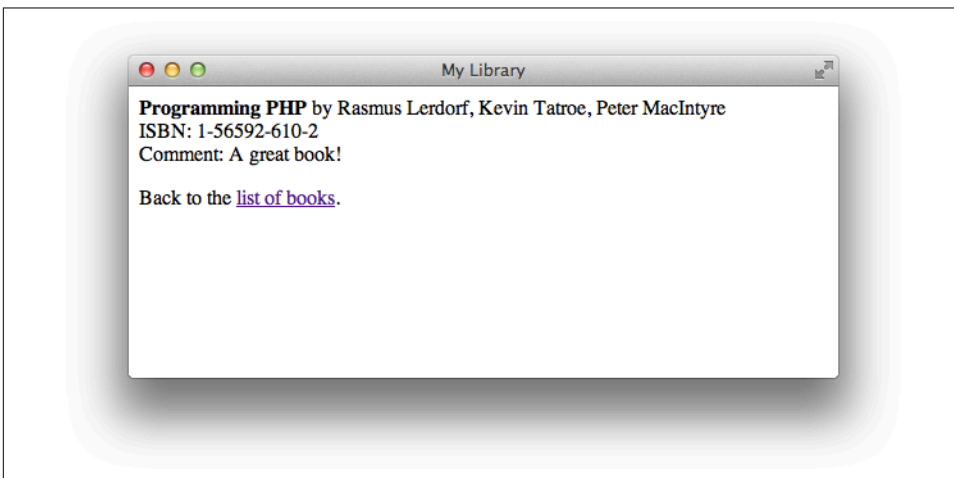 My Library
Programming PHP by Rasmus Lerdorf, Kevin Tatroe, Peter MacIntyre
ISBN: 1-56592-610-2
Comment: A great book!
Back to the list of books.